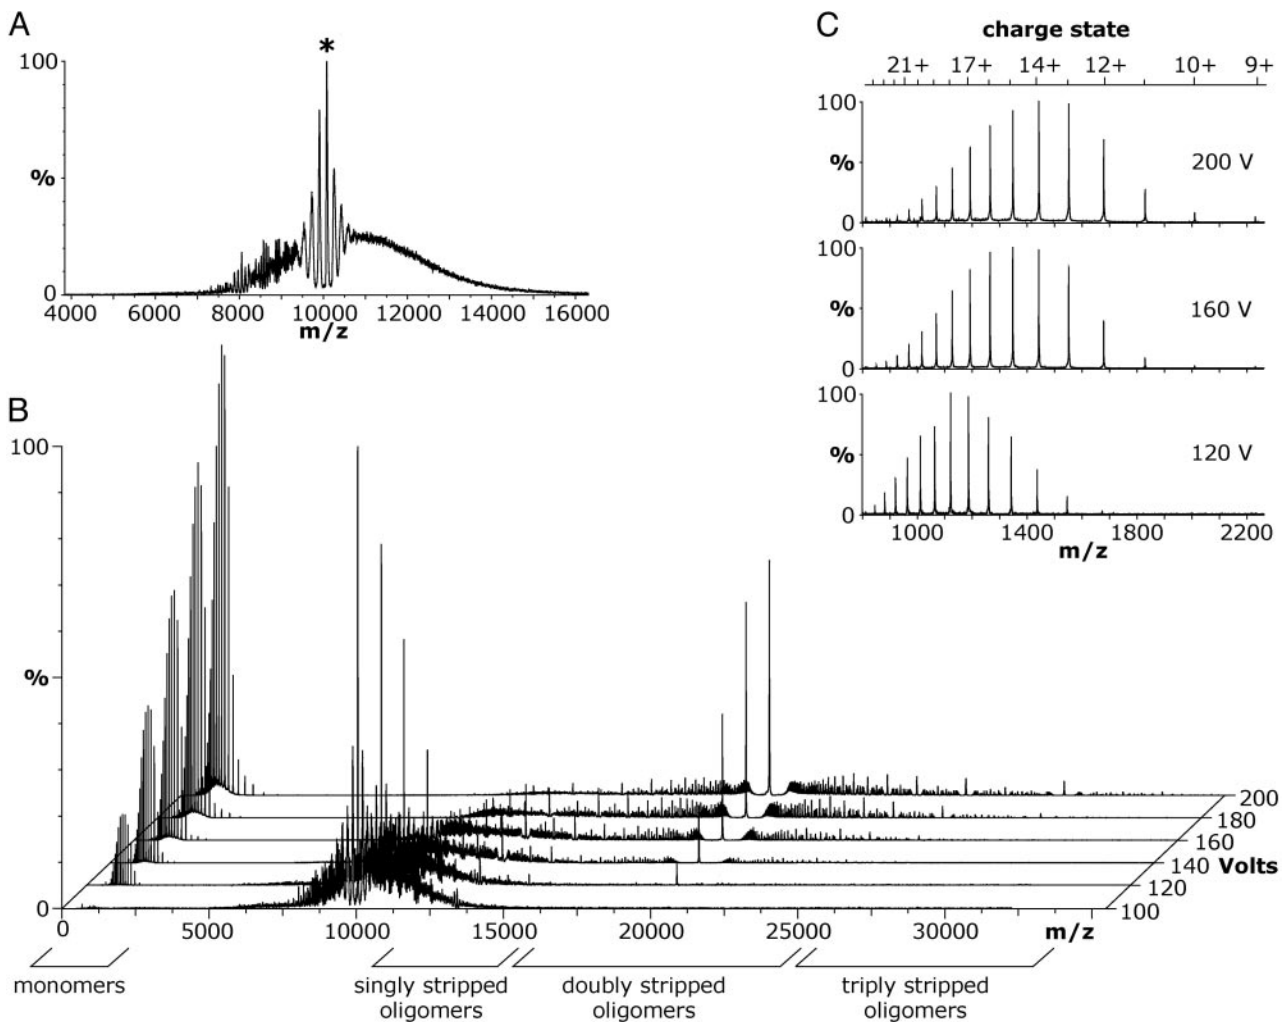 A
*
100
%
0
4000 6000 8000 10000 12000 14000 16000
m/z
C
charge state
21+ 17+ 14+ 12+ 10+ 9+
100
%
0
200 V
100
%
0
160 V
100
%
0
120 V
1000 1400 1800 2200
m/z
B
100
%
0
0 5000 10000 15000 20000 25000 30000 m/z
200
180
160
140 Volts
120
100
monomers
singly stripped
oligomers
doubly stripped
oligomers
triply stripped
oligomers